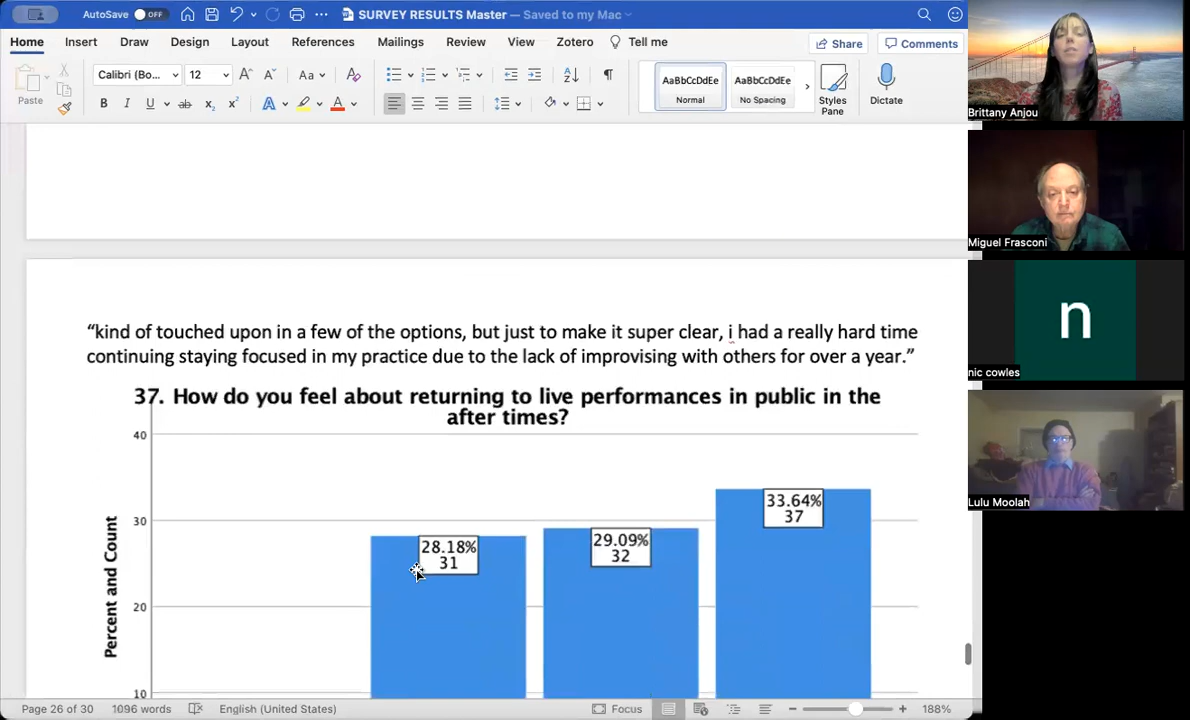 AutoSave OFF SURVEY RESULTS Master — Saved to my Mac
Home Insert Draw Design Layout References Mailings Review View Zotero Tell me Share Comments
Paste Calibri (Bo... 12 AaBbCcDdEe Normal AaBbCcDdEe No Spacing Styles Pane Dictate
“kind of touched upon in a few of the options, but just to make it super clear, i had a really hard time
continuing staying focused in my practice due to the lack of improvising with others for over a year.”
37. How do you feel about returning to live performances in public in the
after times?
Percent and Count
40
30
20
10
28.18%
31
29.09%
32
33.64%
37
Page 26 of 30 1096 words English (United States) Focus 188%
Brittany Anjou
Miguel Frasconi
n
nic cowles
Lulu Moolah